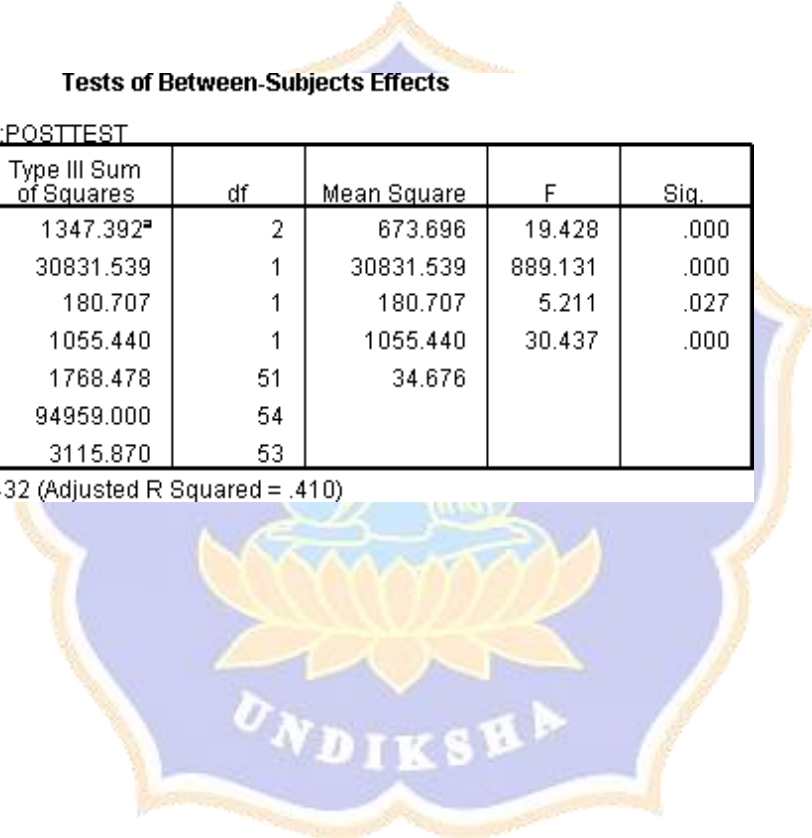 Tests of Between-Subjects Effects
:POSTTEST
Type III Sum of Squares df Mean Square F Sig.
1347.392a 2 673.696 19.428 .000
30831.539 1 30831.539 889.131 .000
180.707 1 180.707 5.211 .027
1055.440 1 1055.440 30.437 .000
1768.478 51 34.676
94959.000 54
3115.870 53
32 (Adjusted R Squared = .410)
UNDIKSHA